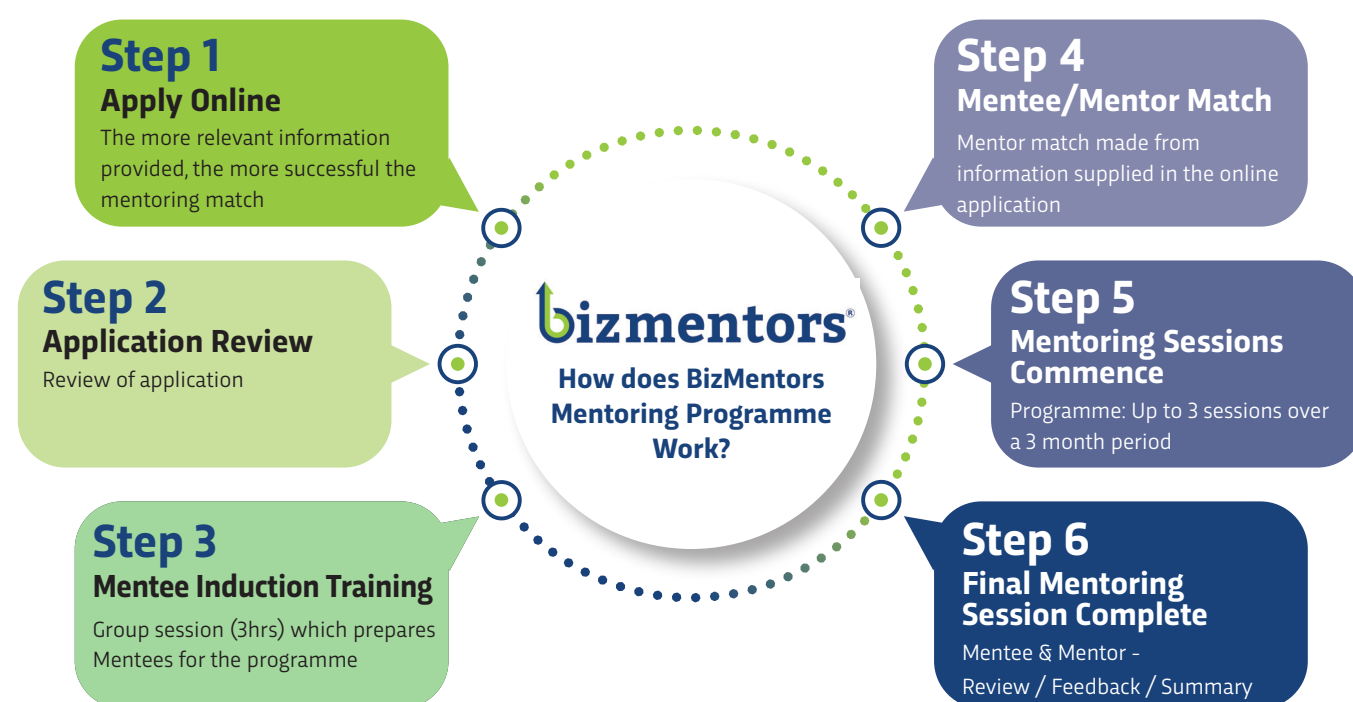 Step 1
Apply Online
The more relevant information
provided, the more successful the
mentoring match
Step 2
Application Review
Review of application
Step 3
Mentee Induction Training
Group session (3hrs) which prepares
Mentees for the programme
bizmentors®
How does BizMentors
Mentoring Programme
Work?
Step 4
Mentee/Mentor Match
Mentor match made from
information supplied in the online
application
Step 5
Mentoring Sessions
Commence
Programme: Up to 3 sessions over
a 3 month period
Step 6
Final Mentoring
Session Complete
Mentee & Mentor -
Review / Feedback / Summary